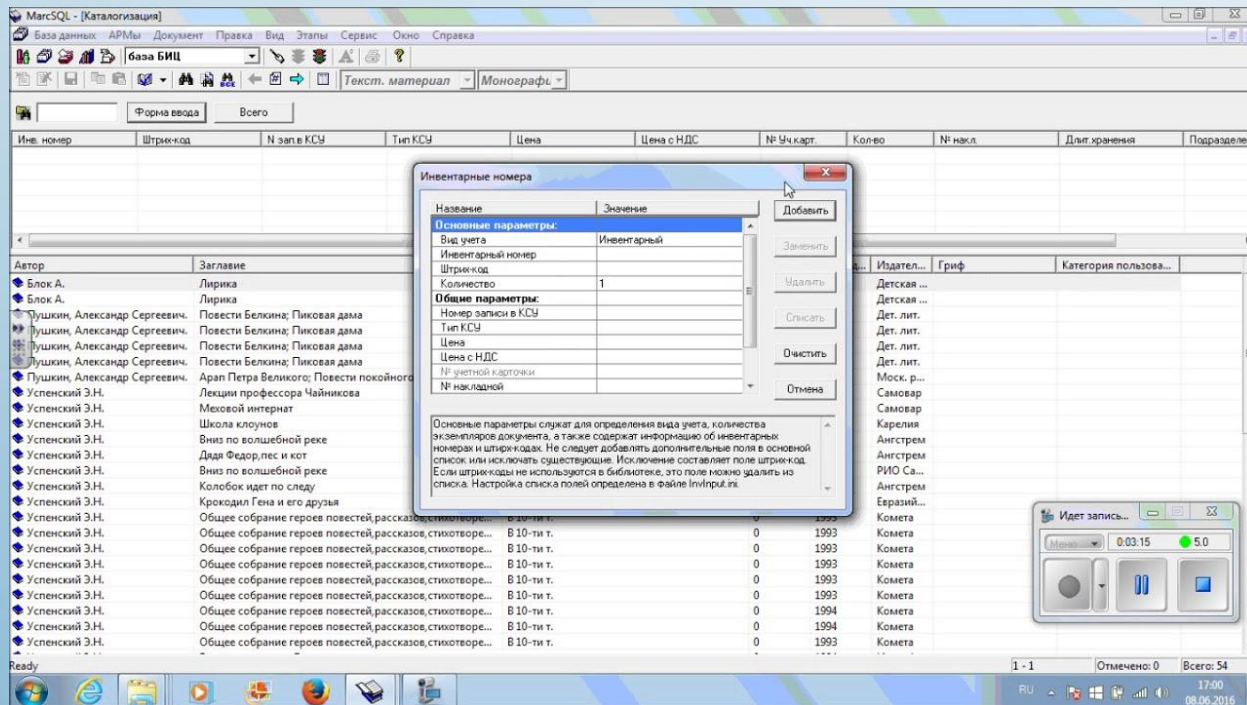 MarcSQL - [Каталогизация]
База данных АРМы Документ Правка Вид Этапы Сервис Окно Справка
база БИЦ
ВСЕ Текст. материал Монографи
Форма ввода Всего
Инв. номер Штрих-код N зап.в КСУ Тип КСУ Цена Цена с НДС № Уч.карт. Кол-во № накл. Длит.хранения Подразделе
Инвентарные номера
Название Значение
Основные параметры:
Вид учета Инвентарный
Инвентарный номер
Штрих-код
Количество 1
Общие параметры:
Номер записи в КСУ
Тип КСУ
Цена
Цена с НДС
№ учетной карточки
№ накладной
Добавить
Заменить
Удалить
Списать
Очистить
Отмена
Основные параметры служат для определения вида учета, количества
экземпляров документа, а также содержат информацию об инвентарных
номерах и штирх-кодах. Не следует добавлять дополнительные поля в основной
список или исключать существующие. Исключение составляет поле штрих-код.
Если штрих-коды не используются в библиотеке, это поле можно удалить из
списка. Настройка списка полей определена в файле InvInput.ini.
Автор Заглавие Издател... Гриф Категория пользова...
Блок А. Лирика Детская ...
Блок А. Лирика Детская ...
Пушкин, Александр Сергеевич. Повести Белкина; Пиковая дама Дет. лит.
Пушкин, Александр Сергеевич. Повести Белкина; Пиковая дама Дет. лит.
Пушкин, Александр Сергеевич. Повести Белкина; Пиковая дама Дет. лит.
Пушкин, Александр Сергеевич. Повести Белкина; Пиковая дама Дет. лит.
Пушкин, Александр Сергеевич. Арап Петра Великого; Повести покойного Моск. р...
Успенский Э.Н. Лекции профессора Чайникова Самовар
Успенский Э.Н. Меховой интернат Самовар
Успенский Э.Н. Школа клоунов Карелия
Успенский Э.Н. Вниз по волшебной реке Ангстрем
Успенский Э.Н. Дядя Федор,пес и кот Ангстрем
Успенский Э.Н. Вниз по волшебной реке РИО Са...
Успенский Э.Н. Колобок идет по следу Ангстрем
Успенский Э.Н. Крокодил Гена и его друзья Евразий...
Успенский Э.Н. Общее собрание героев повестей,рассказов,стихотворе... В 10-ти т. 0 1993 Комета
Успенский Э.Н. Общее собрание героев повестей,рассказов,стихотворе... В 10-ти т. 0 1993 Комета
Успенский Э.Н. Общее собрание героев повестей,рассказов,стихотворе... В 10-ти т. 0 1993 Комета
Успенский Э.Н. Общее собрание героев повестей,рассказов,стихотворе... В 10-ти т. 0 1993 Комета
Успенский Э.Н. Общее собрание героев повестей,рассказов,стихотворе... В 10-ти т. 0 1993 Комета
Успенский Э.Н. Общее собрание героев повестей,рассказов,стихотворе... В 10-ти т. 0 1993 Комета
Успенский Э.Н. Общее собрание героев повестей,рассказов,стихотворе... В 10-ти т. 0 1994 Комета
Успенский Э.Н. Общее собрание героев повестей,рассказов,стихотворе... В 10-ти т. 0 1994 Комета
Успенский Э.Н. Общее собрание героев повестей,рассказов,стихотворе... В 10-ти т. 0 1993 Комета
Идет запись...
Меню 0:03:15 5.0
Ready 1 - 1 Отмечено: 0 Всего: 54
RU 17:00
08.06.2016